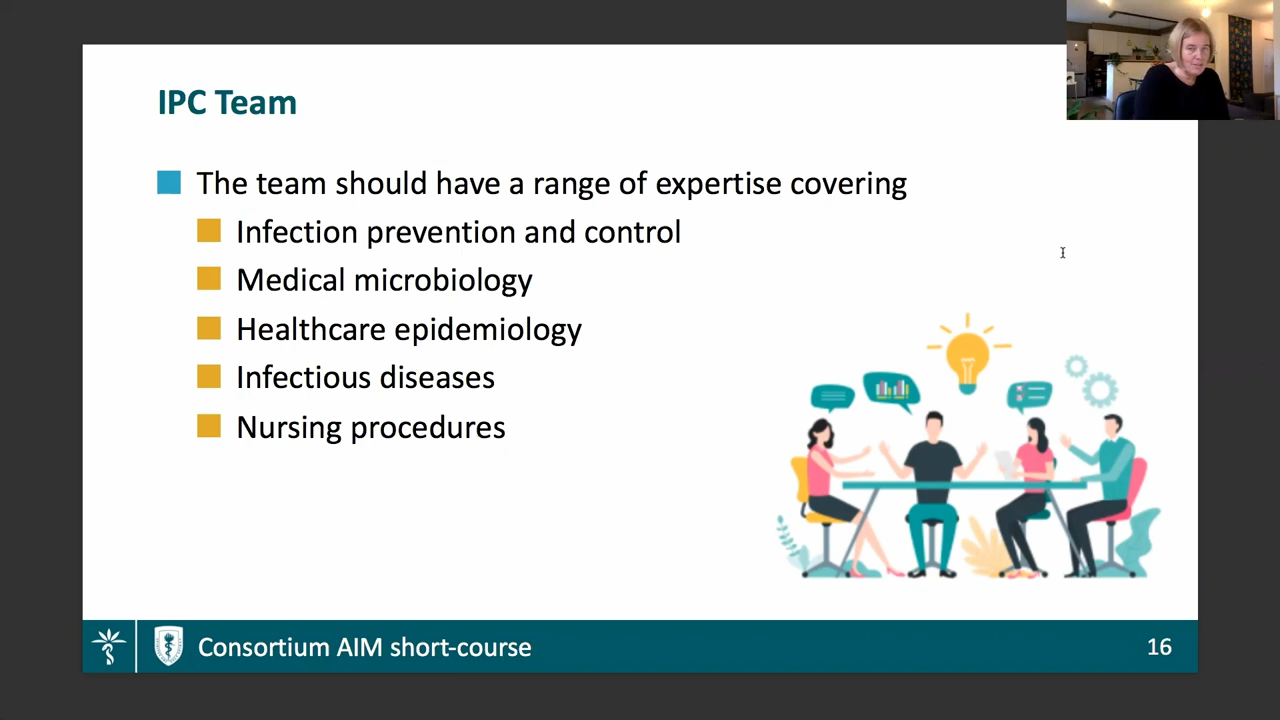 IPC Team
The team should have a range of expertise covering
Infection prevention and control
Medical microbiology
Healthcare epidemiology
Infectious diseases
Nursing procedures
Consortium AIM short-course
16